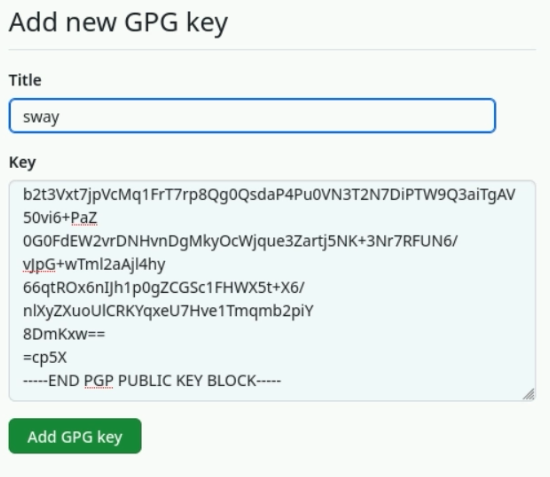 Add new GPG key
Title
sway
Key
b2t3Vxt7jpVcMq1FrT7rp8Qg0QsdaP4Pu0VN3T2N7DiPTW9Q3aiTgAV
50vi6+PaZ
0G0FdEW2vrDNHvnDgMkyOcWjque3Zartj5NK+3Nr7RFUN6/
vJpG+wTml2aAjl4hy
66qtROx6nIJh1p0gZCGSc1FHWX5t+X6/
nlXyZXuoUlCRKYqxeU7Hve1Tmqmb2piY
8DmKxw==
=cp5X
-----END PGP PUBLIC KEY BLOCK-----
Add GPG key